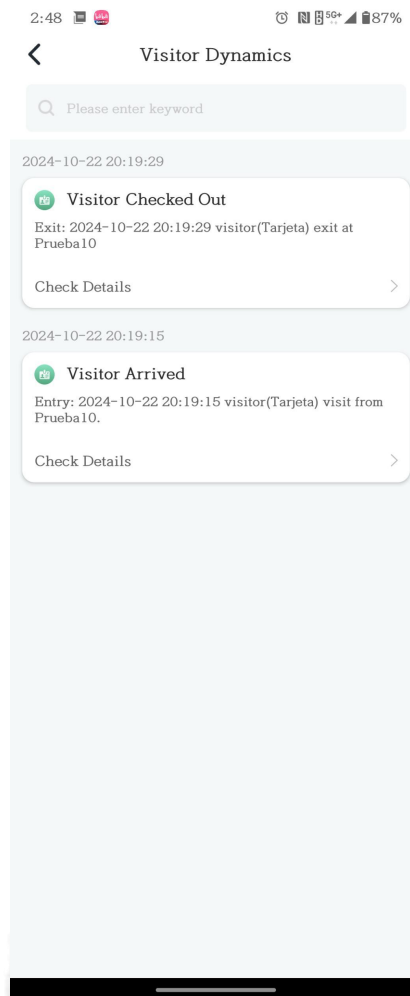 2:48 5G+ 87%
Visitor Dynamics
Please enter keyword
2024-10-22 20:19:29
Visitor Checked Out
Exit: 2024-10-22 20:19:29 visitor(Tarjeta) exit at
Prueba10
Check Details
2024-10-22 20:19:15
Visitor Arrived
Entry: 2024-10-22 20:19:15 visitor(Tarjeta) visit from
Prueba10.
Check Details